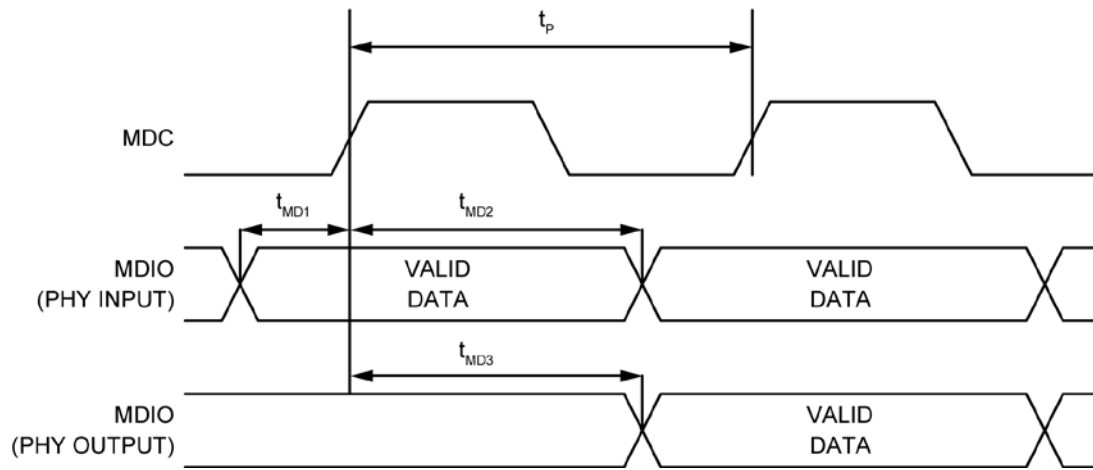 tP
MDC
tMD1
tMD2
MDIO
(PHY INPUT)
VALID
DATA
VALID
DATA
tMD3
MDIO
(PHY OUTPUT)
VALID
DATA